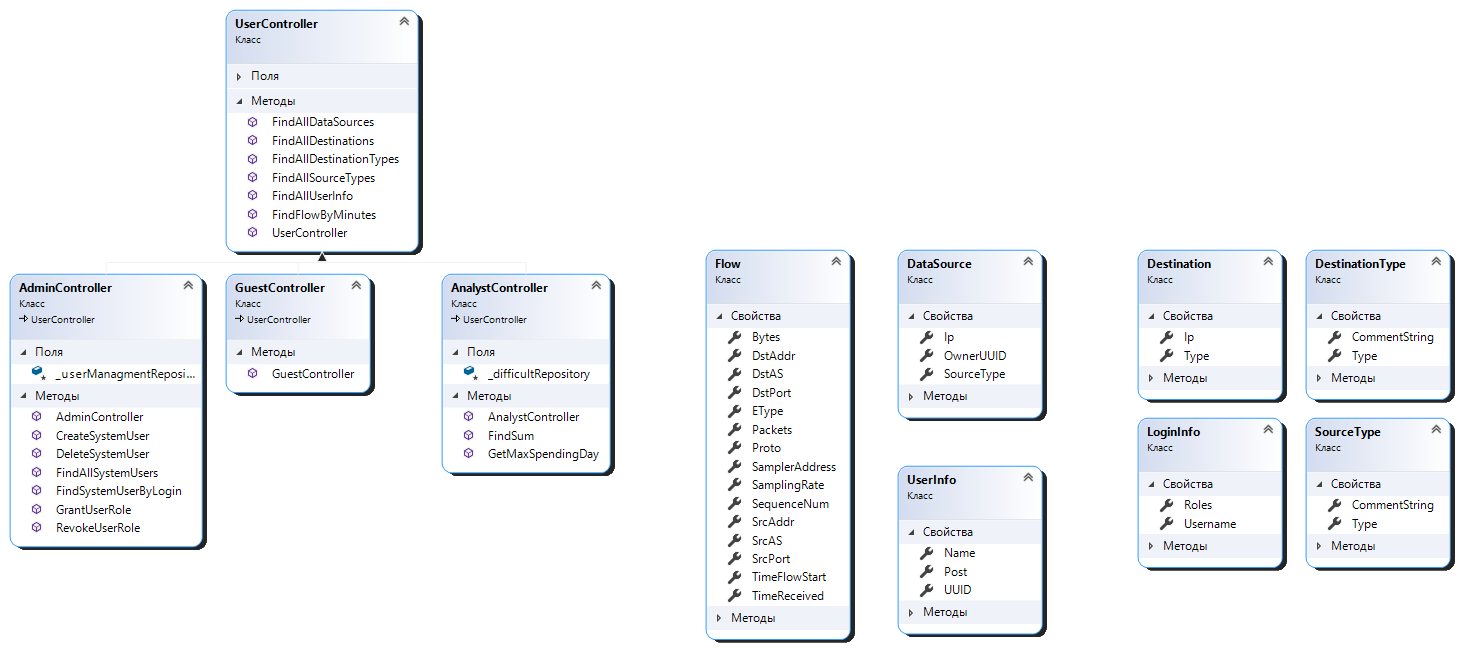 UserController
Класс
Поля
Методы
FindAllDataSources
FindAllDestinations
FindAllDestinationTypes
FindAllSourceTypes
FindAllUserInfo
FindFlowByMinutes
UserController
AdminController
Класс
UserController
Поля
_userManagmentReposi...
Методы
AdminController
CreateSystemUser
DeleteSystemUser
FindAllSystemUsers
FindSystemUserByLogin
GrantUserRole
RevokeUserRole
GuestController
Класс
UserController
Методы
GuestController
AnalystController
Класс
UserController
Поля
_difficultRepository
Методы
AnalystController
FindSum
GetMaxSpendingDay
Flow
Класс
Свойства
Bytes
DstAddr
DstAS
DstPort
EType
Packets
Proto
SamplerAddress
SamplingRate
SequenceNum
SrcAddr
SrcAS
SrcPort
TimeFlowStart
TimeReceived
Методы
DataSource
Класс
Свойства
Ip
OwnerUUID
SourceType
Методы
UserInfo
Класс
Свойства
Name
Post
UUID
Методы
Destination
Класс
Свойства
Ip
Type
Методы
DestinationType
Класс
Свойства
CommentString
Type
Методы
LoginInfo
Класс
Свойства
Roles
Username
Методы
SourceType
Класс
Свойства
CommentString
Type
Методы